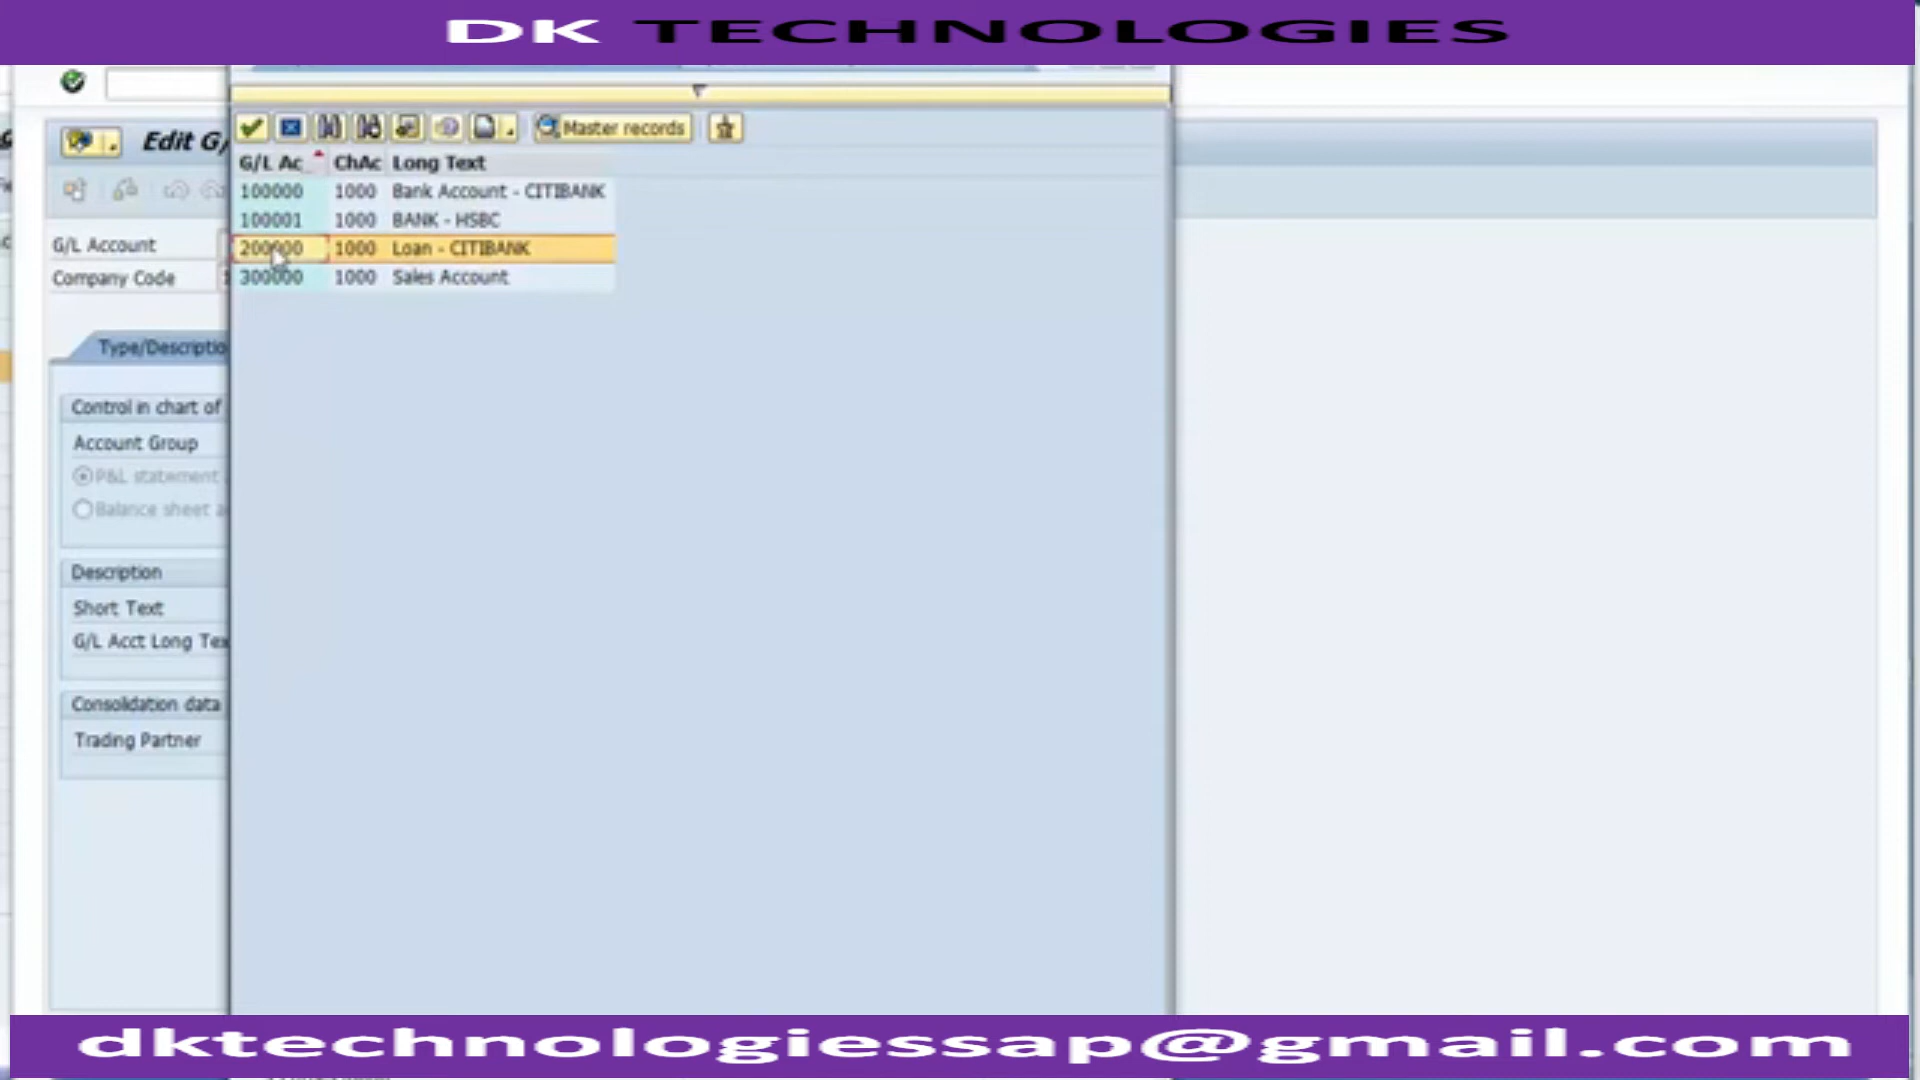 DK TECHNOLOGIES
Edit G/
Master records
G/L Ac ChAc Long Text
100000 1000 Bank Account - CITIBANK
100001 1000 BANK - HSBC
200000 1000 Loan - CITIBANK
300000 1000 Sales Account
G/L Account
Company Code
Type/Descriptio
Control in chart of
Account Group
P&L statement
Balance sheet a
Description
Short Text
G/L Acct Long Tex
Consolidation data
Trading Partner
dktechnologiessap@gmail.com